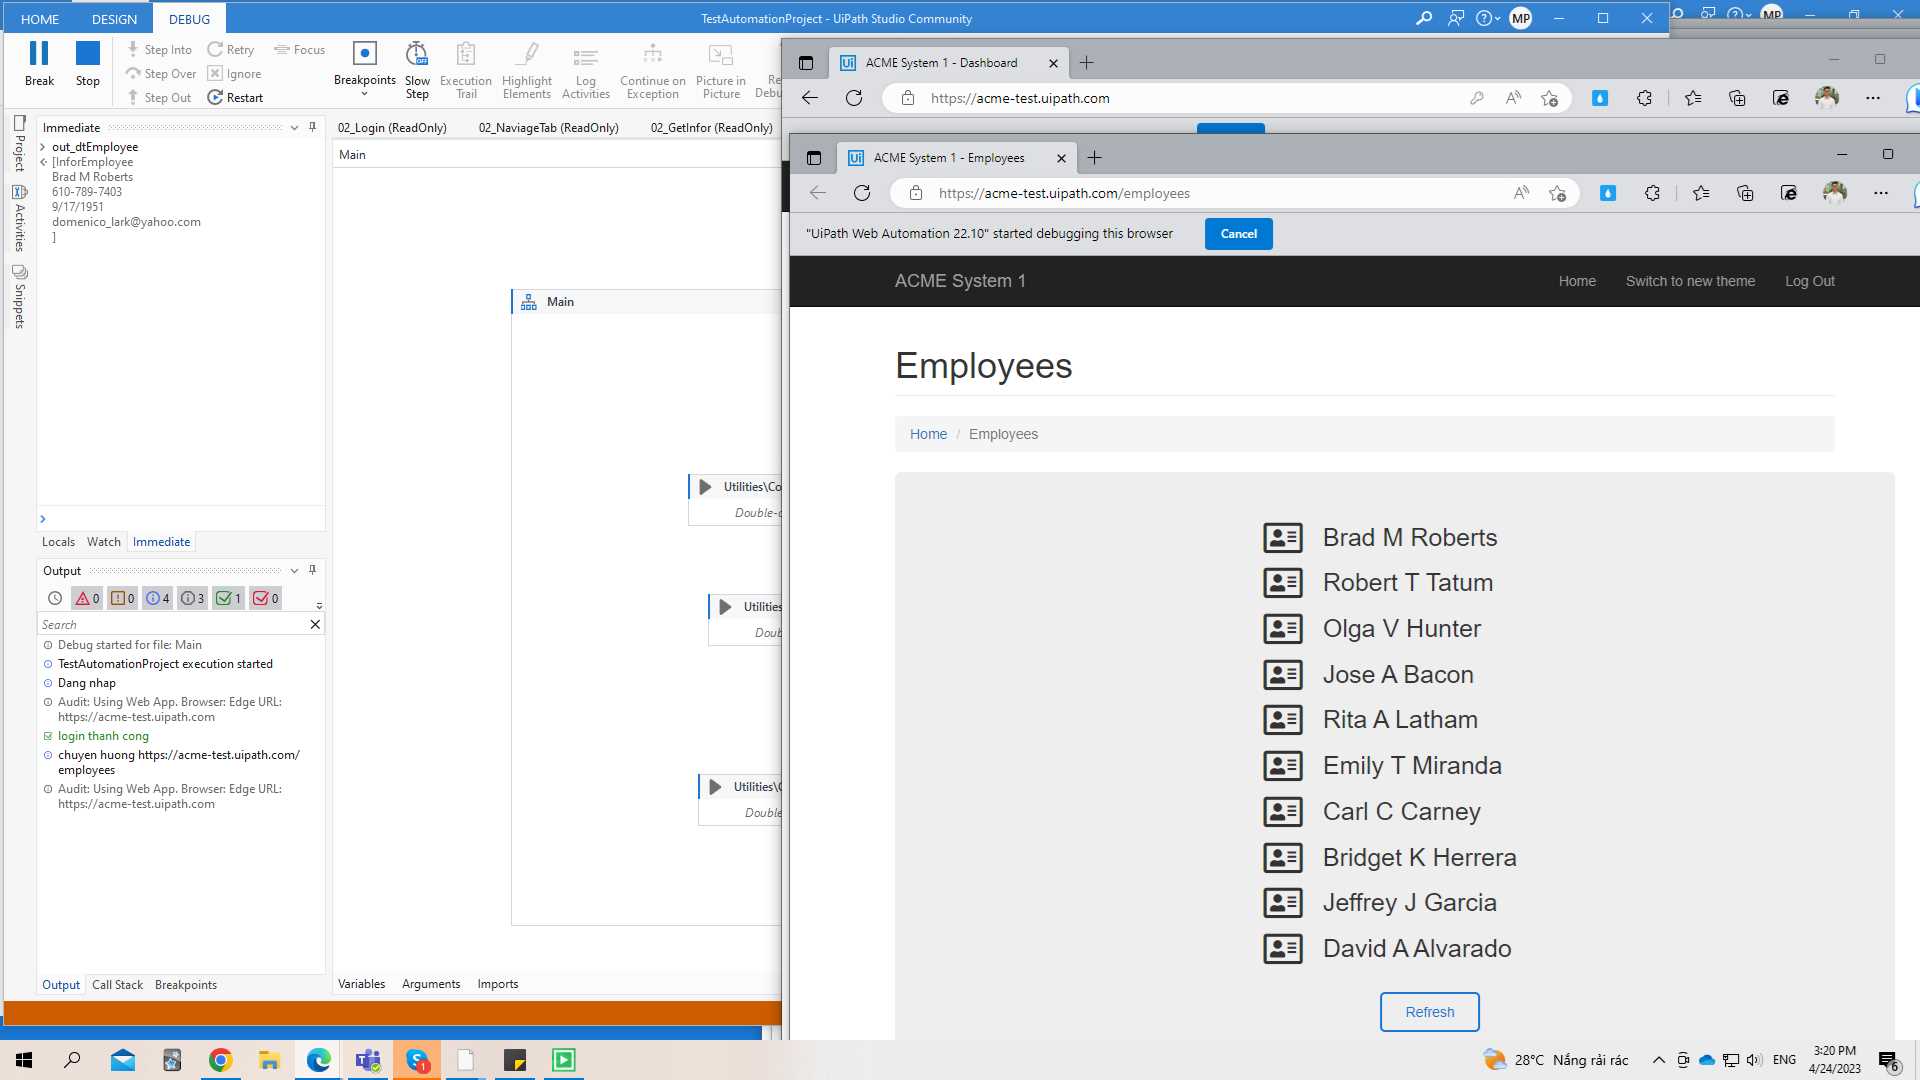 HOME DESIGN DEBUG
TestAutomationProject - UiPath Studio Community
MP
MP
Break
Stop
Step Into
Step Over
Step Out
Retry
Ignore
Restart
Focus
Breakpoints
Slow
Step
Execution
Trail
Highlight
Elements
Log
Activities
Continue on
Exception
Picture in
Picture
Re
Debu
Project
Activities
Snippets
Immediate
out_dtEmployee
[InforEmployee
Brad M Roberts
610-789-7403
9/17/1951
domenico_lark@yahoo.com
]
Locals Watch Immediate
Output
0 0 4 3 1 0
Search
Debug started for file: Main
TestAutomationProject execution started
Dang nhap
Audit: Using Web App. Browser: Edge URL:
https://acme-test.uipath.com
login thanh cong
chuyen huong https://acme-test.uipath.com/
employees
Audit: Using Web App. Browser: Edge URL:
https://acme-test.uipath.com
Output Call Stack Breakpoints
02_Login (ReadOnly) 02_NaviageTab (ReadOnly) 02_GetInfor (ReadOnly)
Main
Main
Utilities\Co
Double-c
Utilities
Doub
Utilities\C
Double
Variables Arguments Imports
ACME System 1 - Dashboard
https://acme-test.uipath.com
ACME System 1 - Employees
https://acme-test.uipath.com/employees
"UiPath Web Automation 22.10" started debugging this browser
Cancel
ACME System 1
Home Switch to new theme Log Out
Employees
Home / Employees
Brad M Roberts
Robert T Tatum
Olga V Hunter
Jose A Bacon
Rita A Latham
Emily T Miranda
Carl C Carney
Bridget K Herrera
Jeffrey J Garcia
David A Alvarado
Refresh
28°C Nắng rải rác
ENG
3:20 PM
4/24/2023
6
1